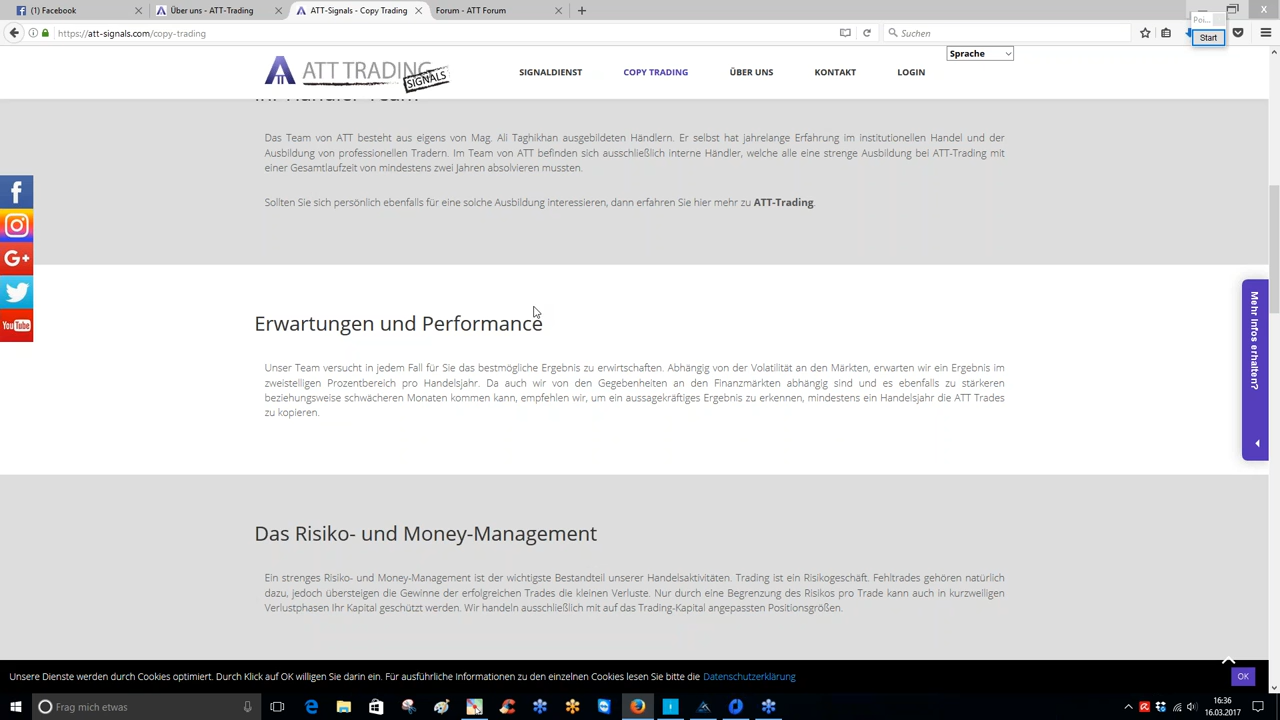 (1) Facebook
Über uns - ATT-Trading
ATT-Signals - Copy Trading
Forum - ATT Forum
Poi...
Start
https://att-signals.com/copy-trading
Suchen
Sprache
ATT TRADING
SIGNALS
SIGNALDIENST
COPY TRADING
ÜBER UNS
KONTAKT
LOGIN
Das Team von ATT besteht aus eigens von Mag. Ali Taghikhan ausgebildeten Händlern. Er selbst hat jahrelange Erfahrung im institutionellen Handel und der
Ausbildung von professionellen Tradern. Im Team von ATT befinden sich ausschließlich interne Händler, welche alle eine strenge Ausbildung bei ATT-Trading mit
einer Gesamtlaufzeit von mindestens zwei Jahren absolvieren mussten.
Sollten Sie sich persönlich ebenfalls für eine solche Ausbildung interessieren, dann erfahren Sie hier mehr zu ATT-Trading.
Erwartungen und Performance
Unser Team versucht in jedem Fall für Sie das bestmögliche Ergebnis zu erwirtschaften. Abhängig von der Volatilität an den Märkten, erwarten wir ein Ergebnis im
zweistelligen Prozentbereich pro Handelsjahr. Da auch wir von den Gegebenheiten an den Finanzmärkten abhängig sind und es ebenfalls zu stärkeren
beziehungsweise schwächeren Monaten kommen kann, empfehlen wir, um ein aussagekräftiges Ergebnis zu erkennen, mindestens ein Handelsjahr die ATT Trades
zu kopieren.
Das Risiko- und Money-Management
Ein strenges Risiko- und Money-Management ist der wichtigste Bestandteil unserer Handelsaktivitäten. Trading ist ein Risikogeschäft. Fehltrades gehören natürlich
dazu, jedoch übersteigen die Gewinne der erfolgreichen Trades die kleinen Verluste. Nur durch eine Begrenzung des Risikos pro Trade kann auch in kurzweiligen
Verlustphasen Ihr Kapital geschützt werden. Wir handeln ausschließlich mit auf das Trading-Kapital angepassten Positionsgrößen.
You Tube
Mehr Infos erhalten?
Unsere Dienste werden durch Cookies optimiert. Durch Klick auf OK willigen Sie darin ein. Für ausführliche Informationen zu den einzelnen Cookies lesen Sie bitte die Datenschutzerklärung
OK
Frag mich etwas
16:36
16.03.2017